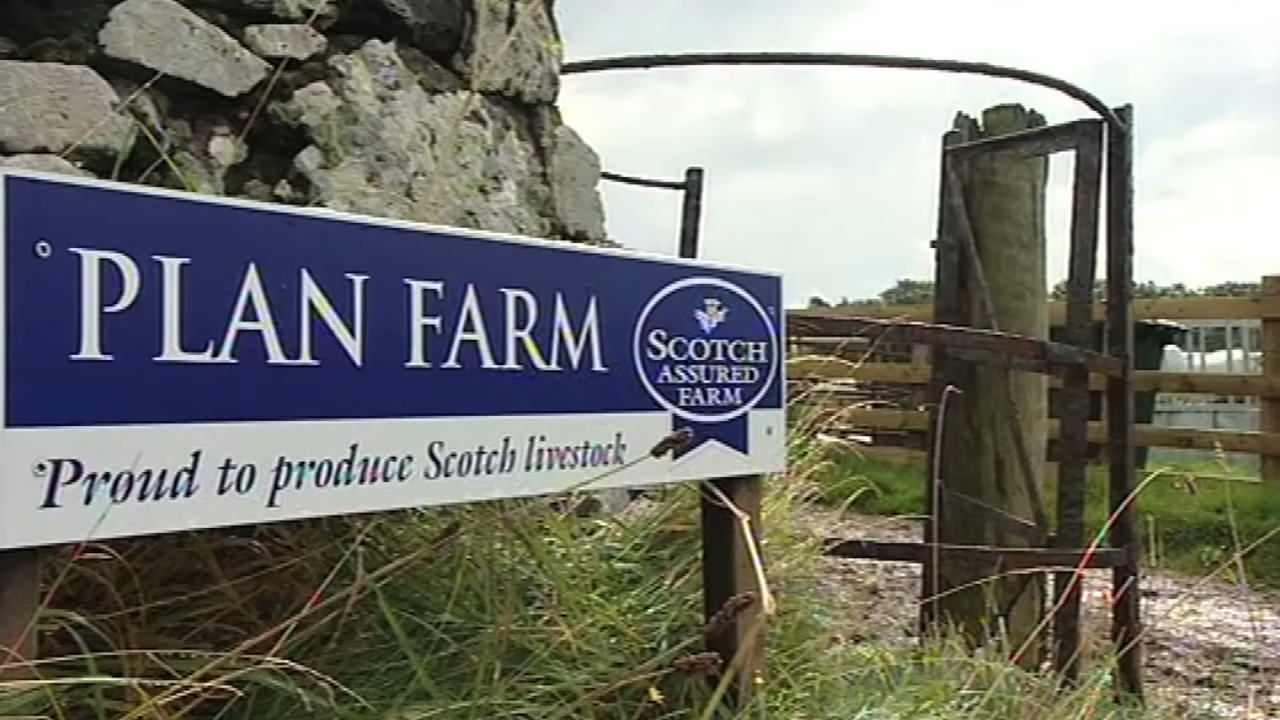 PLAN FARM
SCOTCH
ASSURED
FARM
Proud to produce Scotch livestock